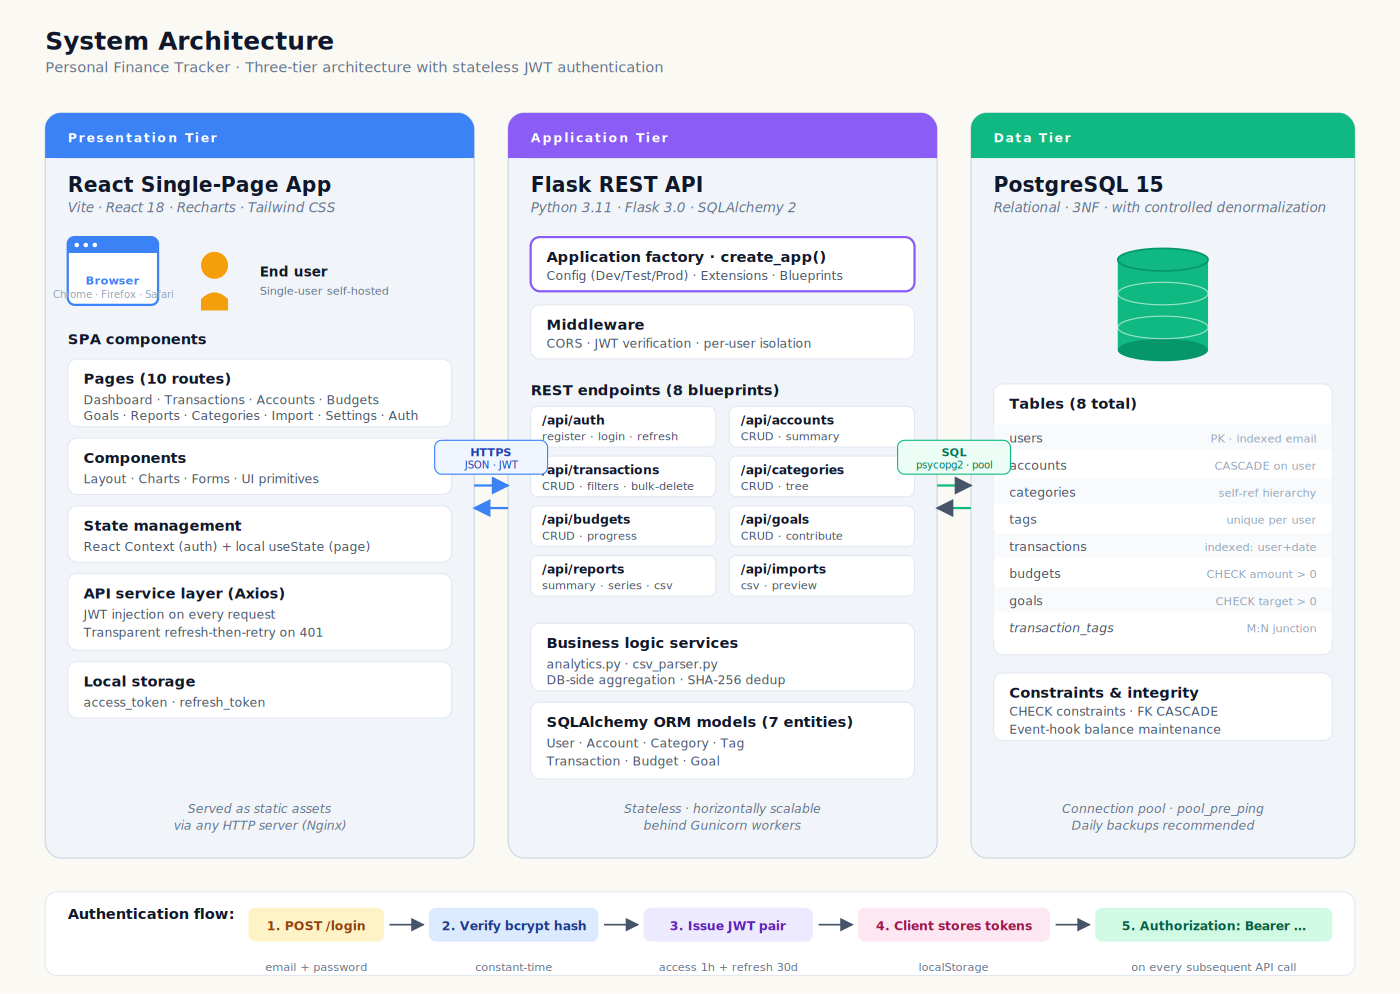 System Architecture
Personal Finance Tracker · Three-tier architecture with stateless JWT authentication
Presentation Tier
React Single-Page App
Vite · React 18 · Recharts · Tailwind CSS
Browser
Chrome · Firefox · Safari
End user
Single-user self-hosted
SPA components
Pages (10 routes)
Dashboard · Transactions · Accounts · Budgets
Goals · Reports · Categories · Import · Settings · Auth
Components
Layout · Charts · Forms · UI primitives
State management
React Context (auth) + local useState (page)
API service layer (Axios)
JWT injection on every request
Transparent refresh-then-retry on 401
Local storage
access_token · refresh_token
Served as static assets
via any HTTP server (Nginx)
HTTPS
JSON · JWT
Application Tier
Flask REST API
Python 3.11 · Flask 3.0 · SQLAlchemy 2
Application factory · create_app()
Config (Dev/Test/Prod) · Extensions · Blueprints
Middleware
CORS · JWT verification · per-user isolation
REST endpoints (8 blueprints)
/api/auth
register · login · refresh
/api/accounts
CRUD · summary
/api/transactions
CRUD · filters · bulk-delete
/api/categories
CRUD · tree
/api/budgets
CRUD · progress
/api/goals
CRUD · contribute
/api/reports
summary · series · csv
/api/imports
csv · preview
Business logic services
analytics.py · csv_parser.py
DB-side aggregation · SHA-256 dedup
SQLAlchemy ORM models (7 entities)
User · Account · Category · Tag
Transaction · Budget · Goal
Stateless · horizontally scalable
behind Gunicorn workers
SQL
psycopg2 · pool
Data Tier
PostgreSQL 15
Relational · 3NF · with controlled denormalization
Tables (8 total)
users PK · indexed email
accounts CASCADE on user
categories self-ref hierarchy
tags unique per user
transactions indexed: user+date
budgets CHECK amount > 0
goals CHECK target > 0
transaction_tags M:N junction
Constraints & integrity
CHECK constraints · FK CASCADE
Event-hook balance maintenance
Connection pool · pool_pre_ping
Daily backups recommended
Authentication flow:
1. POST /login
email + password
2. Verify bcrypt hash
constant-time
3. Issue JWT pair
access 1h + refresh 30d
4. Client stores tokens
localStorage
5. Authorization: Bearer ...
on every subsequent API call